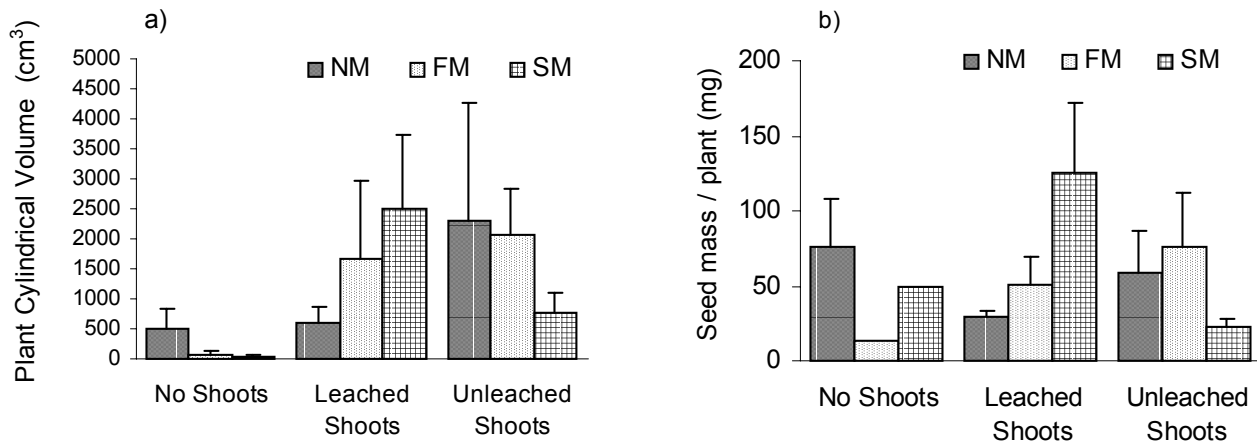 a)
Plant Cylindrical Volume (cm³)
5000
4500
4000
3500
3000
2500
2000
1500
1000
500
0
NM FM SM
No Shoots
Leached
Shoots
Unleached
Shoots
b)
Seed mass / plant (mg)
200
150
100
50
0
NM FM SM
No Shoots
Leached
Shoots
Unleached
Shoots